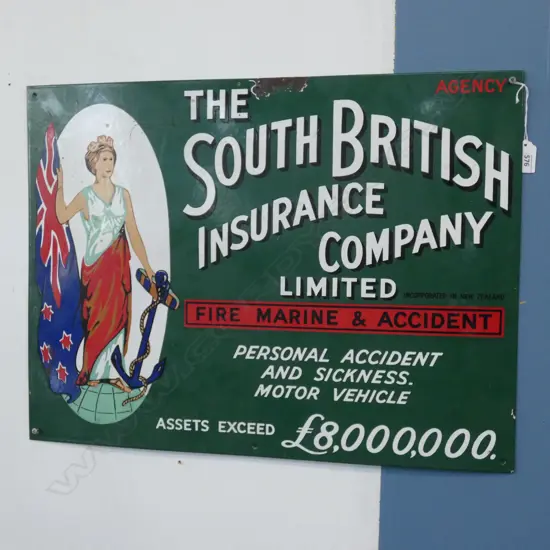 AGENCY
THE
SOUTH BRITISH
INSURANCE
COMPANY
LIMITED
INCORPORATED IN NEW ZEALAND
FIRE MARINE & ACCIDENT
PERSONAL ACCIDENT
AND SICKNESS.
MOTOR VEHICLE
ASSETS EXCEED £8,000,000.
576